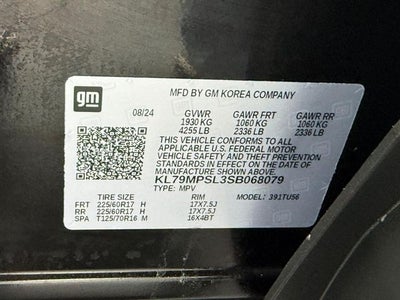 gm
MFD BY GM KOREA COMPANY
08/24 GVWR GAWR FRT GAWR RR
1930 KG 1060 KG 1060 KG
4255 LB 2336 LB 2336 LB
THIS VEHICLE CONFORMS TO ALL
APPLICABLE U.S. FEDERAL MOTOR
VEHICLE SAFETY AND THEFT PREVENTION
STANDARDS IN EFFECT ON THE DATE OF
MANUFACTURE SHOWN ABOVE.
KL79MPSL3SB068079
TYPE: MPV
TIRE SIZE RIM MODEL: 391TU56
FRT 225/60R17 H 17X7.5J
RR 225/60R17 H 17X7.5J
SPA T125/70R16 M 16X4BT